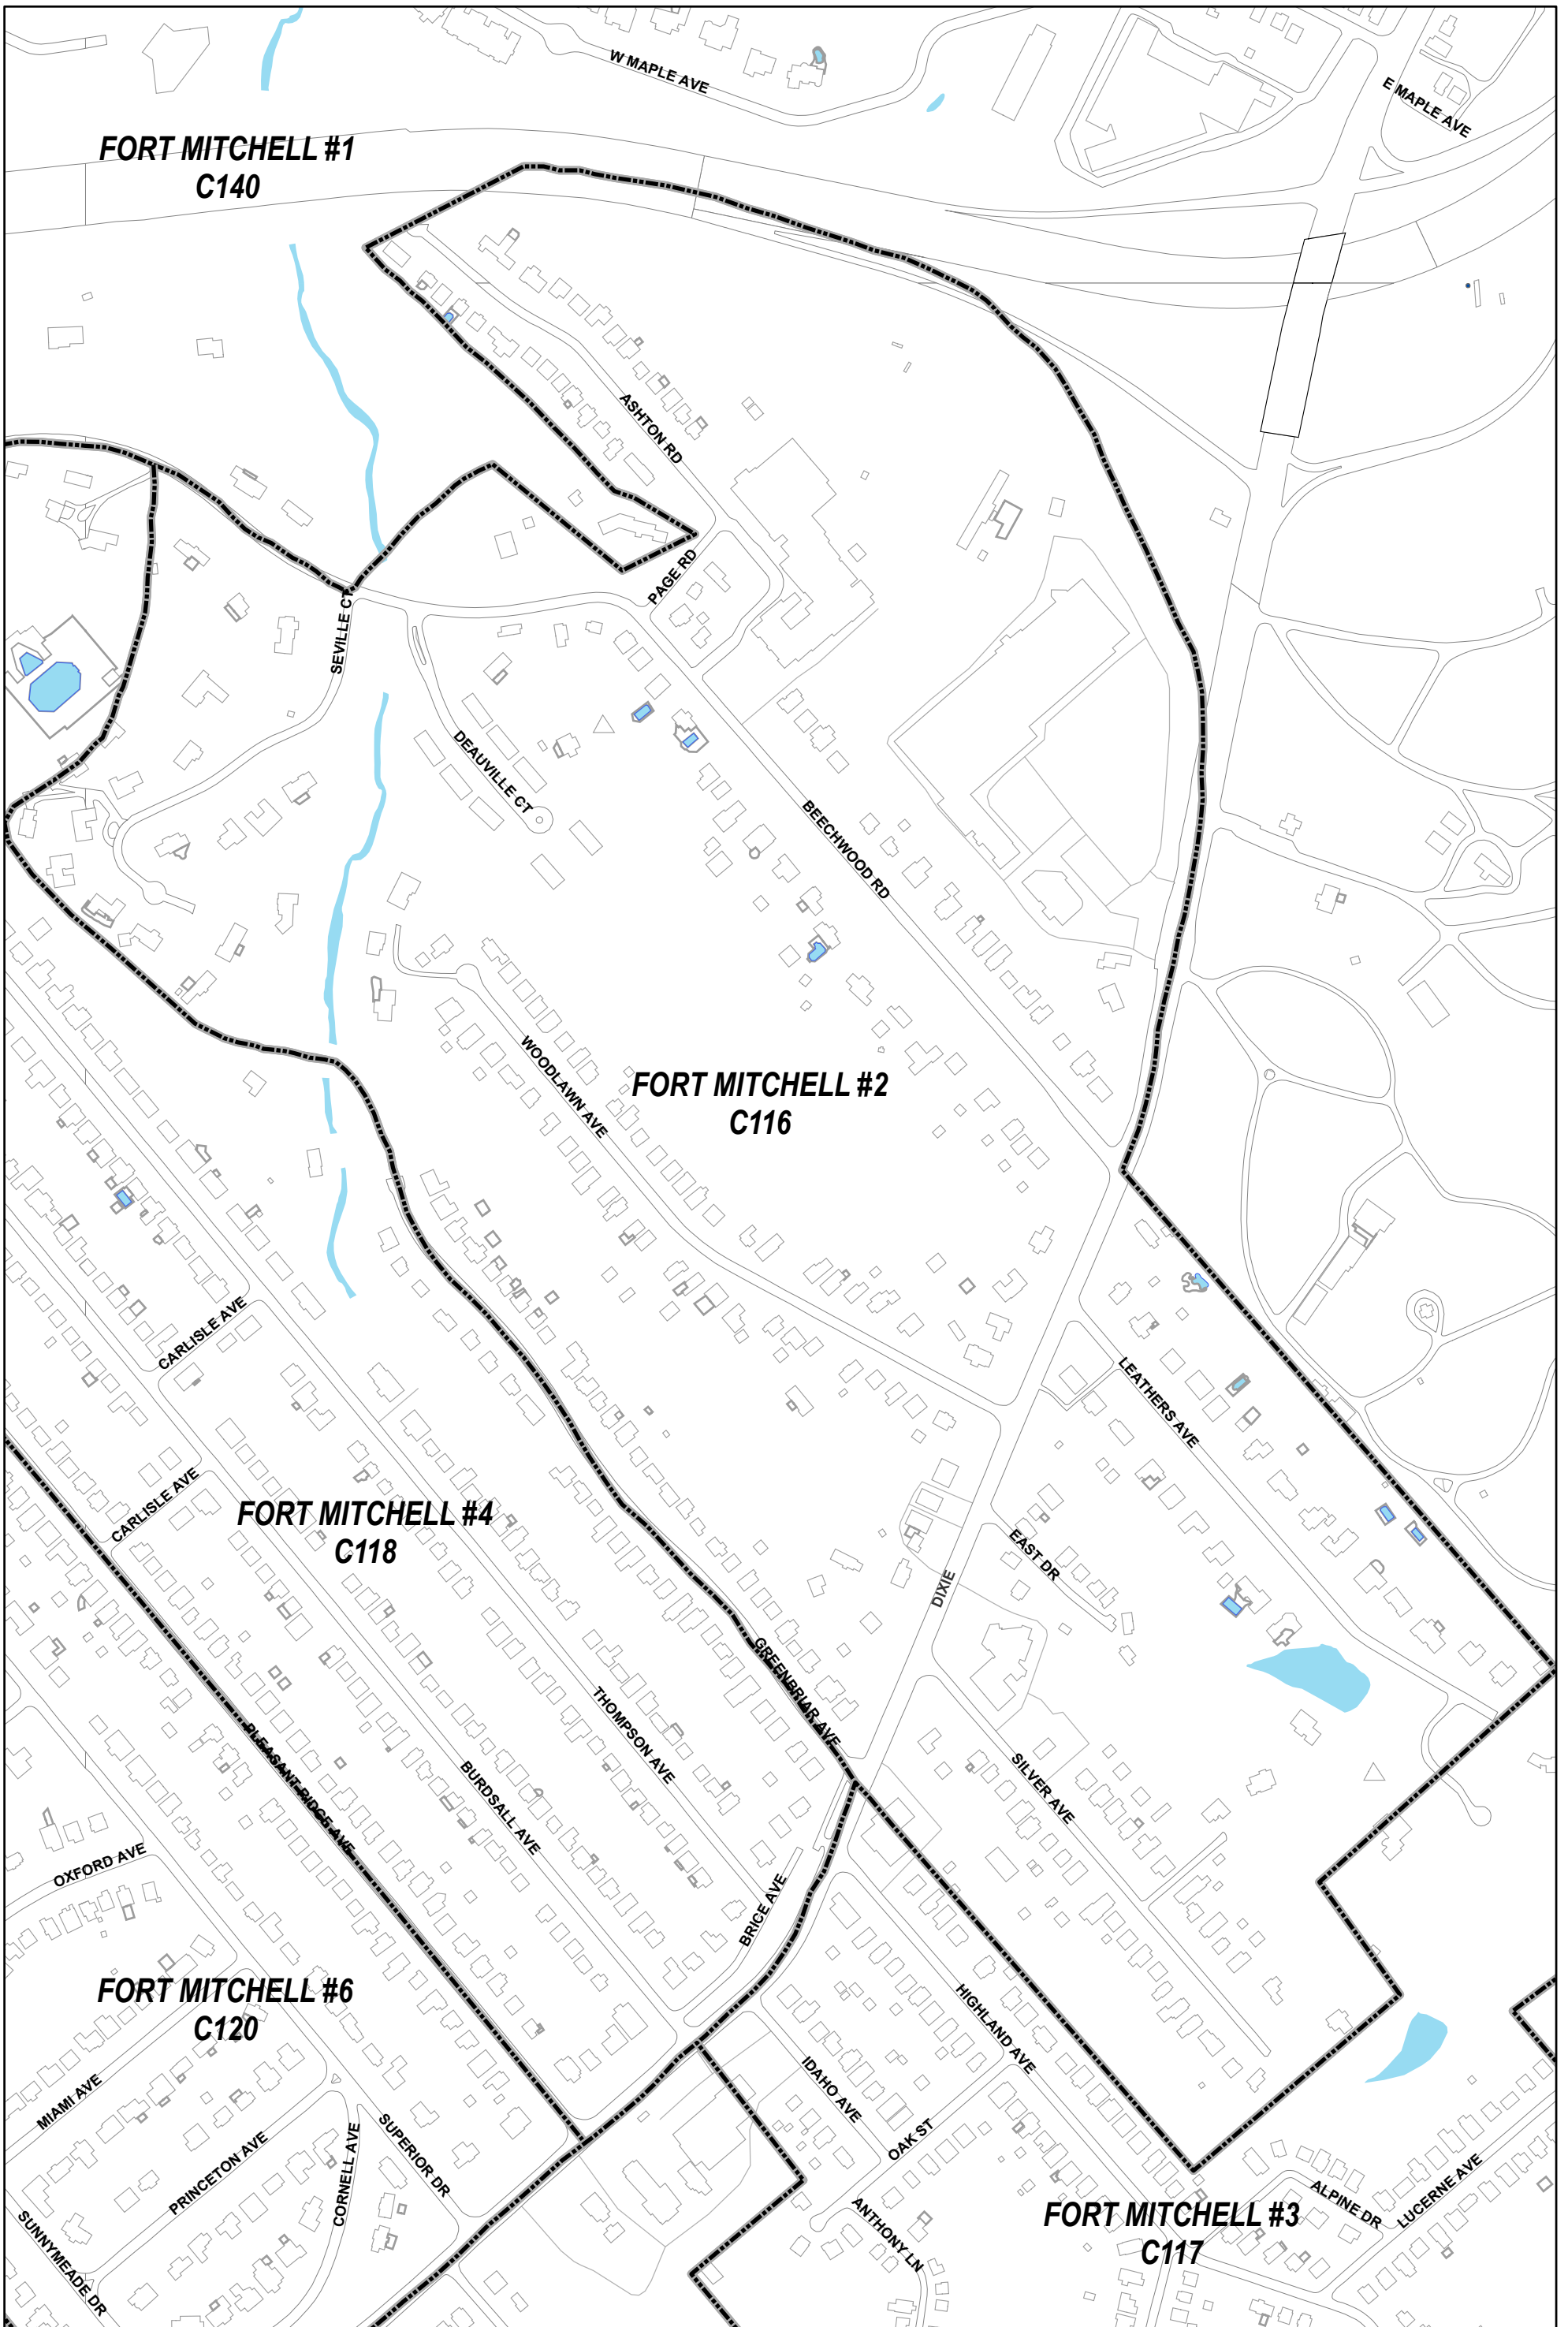 W MAPLE AVE
E MAPLE AVE
FORT MITCHELL #1
C140
ASHTON RD
PAGE RD
SEVILLE CT
DEAUVILLE CT
BEECHWOOD RD
WOODLAWN AVE
FORT MITCHELL #2
C116
CARLISLE AVE
LEATHERS AVE
CARLISLE AVE
FORT MITCHELL #4
C118
EAST DR
DIXIE
GREENBRIAR AVE
THOMPSON AVE
PLEASANT RIDGE AVE
BURDSALL AVE
SILVER AVE
OXFORD AVE
BRICE AVE
FORT MITCHELL #6
C120
HIGHLAND AVE
IDAHO AVE
MIAMI AVE
OAK ST
SUPERIOR DR
PRINCETON AVE
CORNELL AVE
ANTHONY LN
FORT MITCHELL #3
C117
ALPINE DR
LUCERNE AVE
SUNNYMEADE DR